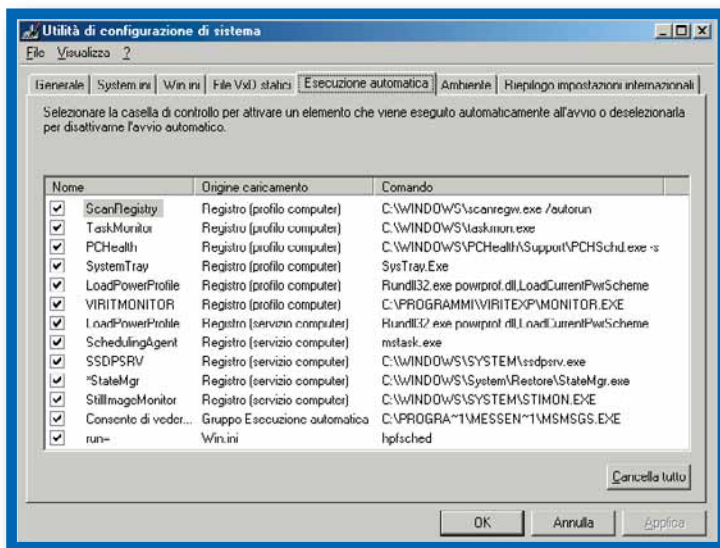 Utilità di configurazione di sistema
File Visualizza ?
Generale System.ini Win.ini File VxD statici Esecuzione automatica Ambiente Riepilogo impostazioni internazionali
Selezionare la casella di controllo per attivare un elemento che viene eseguito automaticamente all'avvio o deselezionarla
per disattivarne l'avvio automatico.
Nome Origine caricamento Comando
ScanRegistry Registro (profilo computer) C:\WINDOWS\scanregw.exe /autorun
TaskMonitor Registro (profilo computer) C:\WINDOWS\taskmon.exe
PCHealth Registro (profilo computer) C:\WINDOWS\PCHealth\Support\PCHSchd.exe -s
SystemTray Registro (profilo computer) SysTray.Exe
LoadPowerProfile Registro (profilo computer) Rundll32.exe powrprof.dll,LoadCurrentPwrScheme
VIRITMONITOR Registro (profilo computer) C:\PROGRAMMI\VIRITEXP\MONITOR.EXE
LoadPowerProfile Registro (servizio computer) Rundll32.exe powrprof.dll,LoadCurrentPwrScheme
SchedulingAgent Registro (servizio computer) mstask.exe
SSDPSRV Registro (servizio computer) C:\WINDOWS\SYSTEM\ssdpsrv.exe
*StateMgr Registro (servizio computer) C:\WINDOWS\System\Restore\StateMgr.exe
StillImageMonitor Registro (servizio computer) C:\WINDOWS\SYSTEM\STIMON.EXE
Consente di veder... Gruppo Esecuzione automatica C:\PROGRA~1\MESSEN~1\MSMSGS.EXE
run= Win.ini hpfsched
Cancella tutto
OK Annulla Applica